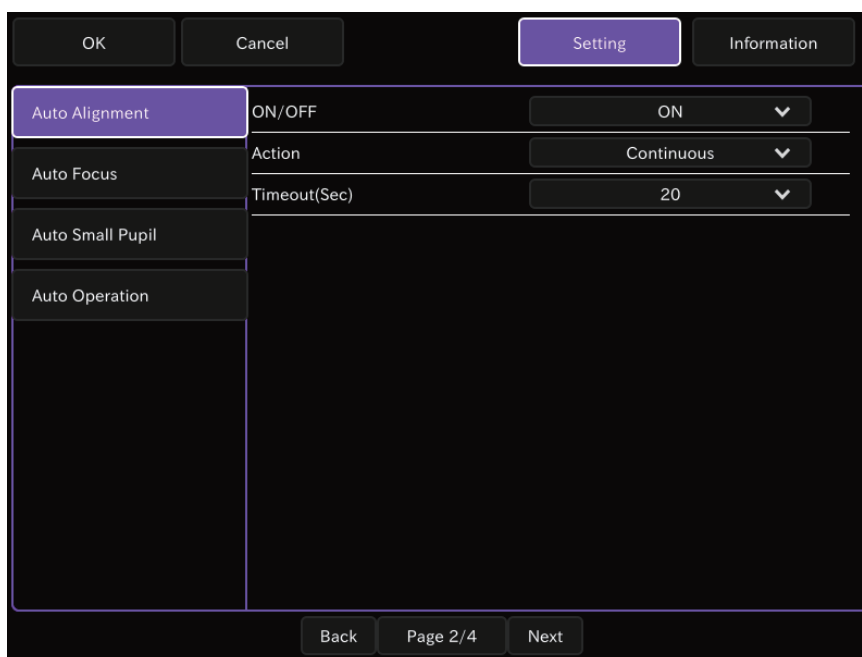 OK Cancel Setting Information
Auto Alignment
Auto Focus
Auto Small Pupil
Auto Operation
ON/OFF ON
Action Continuous
Timeout(Sec) 20
Back Page 2/4 Next